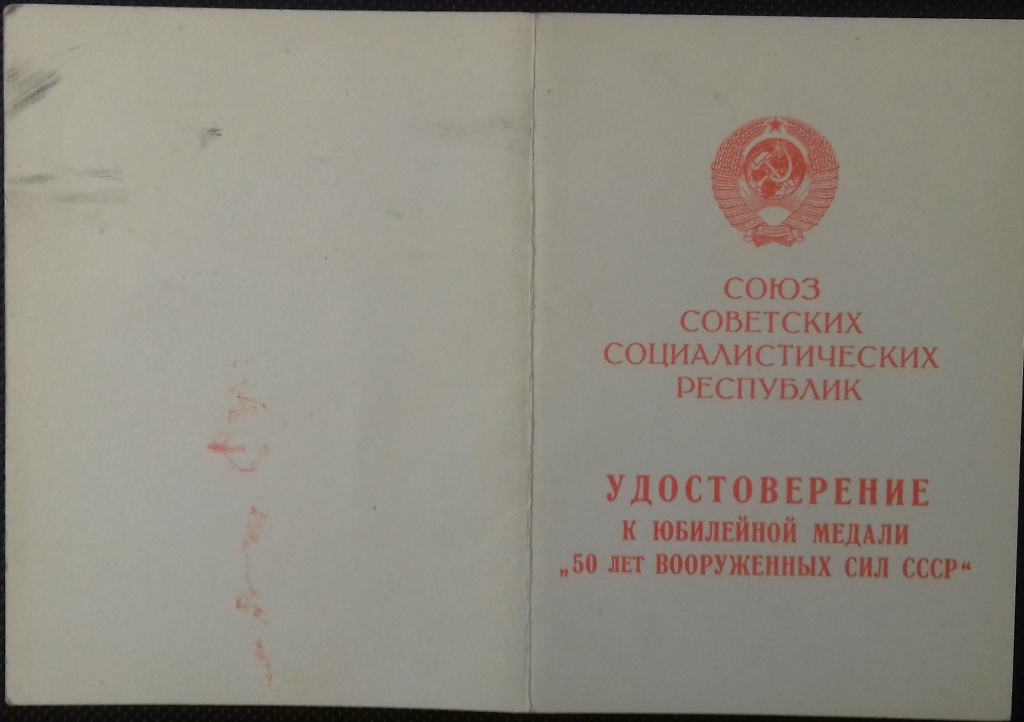 СОЮЗ
СОВЕТСКИХ
СОЦИАЛИСТИЧЕСКИХ
РЕСПУБЛИК
УДОСТОВЕРЕНИЕ
К ЮБИЛЕЙНОЙ МЕДАЛИ
„50 ЛЕТ ВООРУЖЕННЫХ СИЛ СССР“